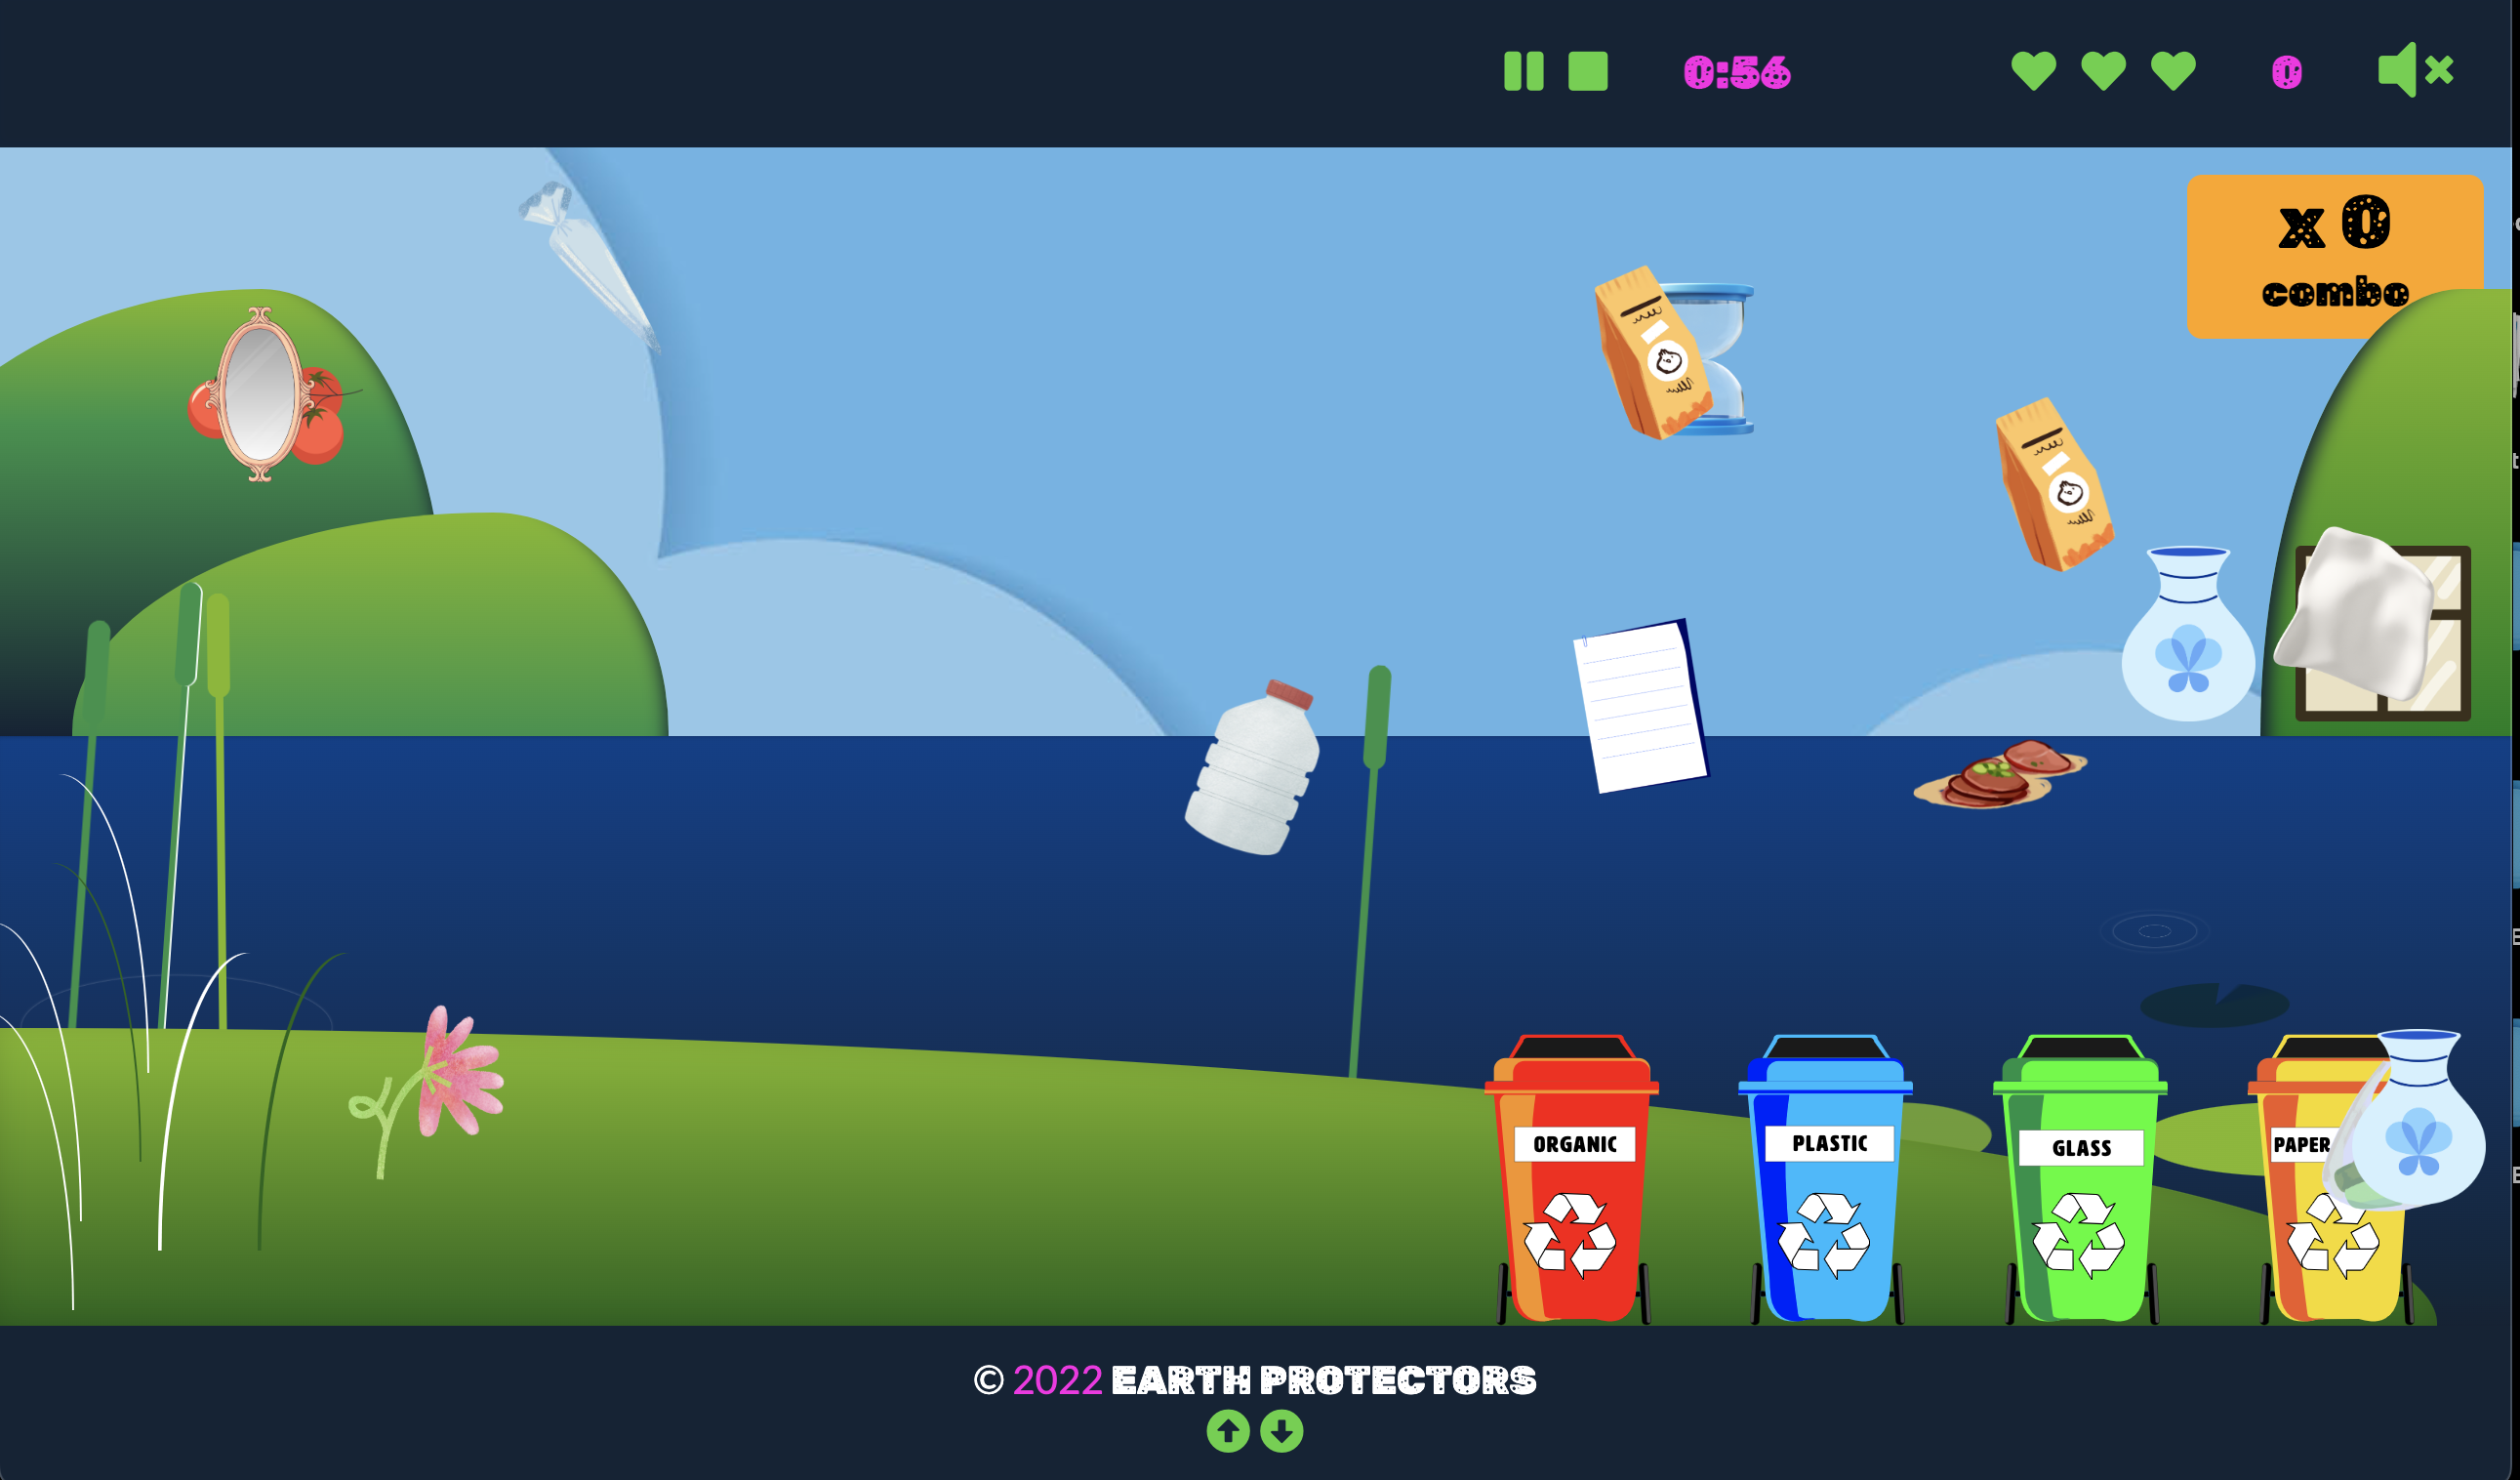 0:56
0
x 0
combo
ORGANIC
PLASTIC
GLASS
PAPER
© 2022 EARTH PROTECTORS